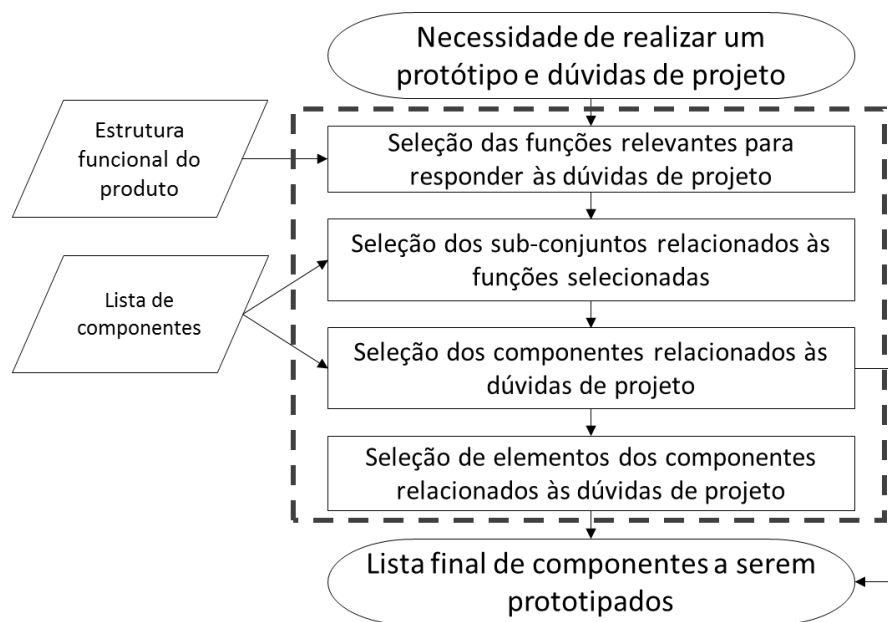 Necessidade de realizar um
protótipo e dúvidas de projeto
Estrutura
funcional do
produto
Seleção das funções relevantes para
responder às dúvidas de projeto
Seleção dos sub-conjuntos relacionados às
funções selecionadas
Lista de
componentes
Seleção dos componentes relacionados às
dúvidas de projeto
Seleção de elementos dos componentes
relacionados às dúvidas de projeto
Lista final de componentes a serem
prototipados